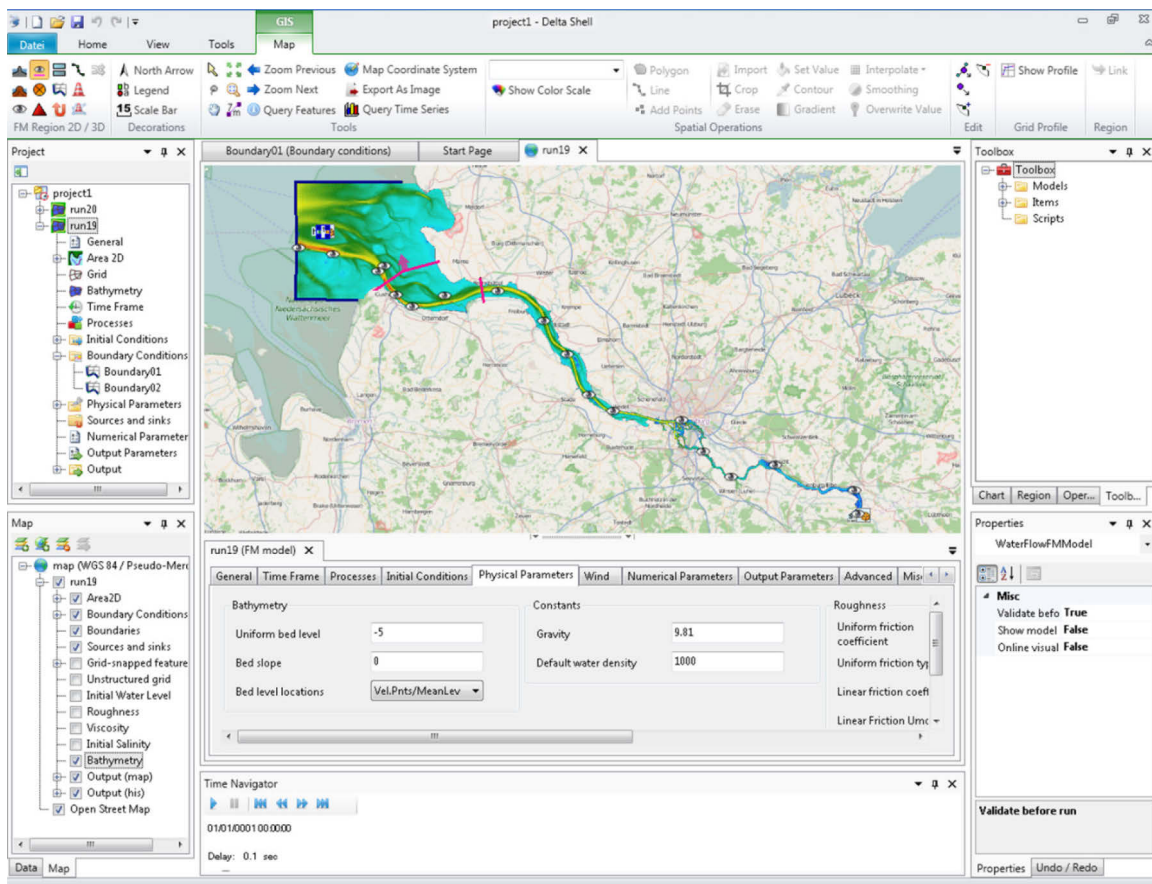 GIS
project1 - Delta Shell
Datei Home View Tools Map
North Arrow
Legend
15 Scale Bar
Zoom Previous
Zoom Next
Query Features
Map Coordinate System
Export As Image
Query Time Series
Show Color Scale
Polygon
Line
Add Points
Import
Crop
Erase
Set Value
Contour
Gradient
Interpolate
Smoothing
Overwrite Value
Show Profile
Link
FM Region 2D / 3D Decorations Tools Spatial Operations Edit Grid Profile Region
Project
project1
run20
run19
General
Area 2D
Grid
Bathymetry
Time Frame
Processes
Initial Conditions
Boundary Conditions
Boundary01
Boundary02
Physical Parameters
Sources and sinks
Numerical Parameter
Output Parameters
Output
Map
map (WGS 84 / Pseudo-Merc
run19
Area2D
Boundary Conditions
Boundaries
Sources and sinks
Grid-snapped feature
Unstructured grid
Initial Water Level
Roughness
Viscosity
Initial Salinity
Bathymetry
Output (map)
Output (his)
Open Street Map
Data Map
Boundary01 (Boundary conditions) Start Page run19
Niedersächsisches
Wattenmeer
Lübeck
run19 (FM model)
General Time Frame Processes Initial Conditions Physical Parameters Wind Numerical Parameters Output Parameters Advanced
Bathymetry
Uniform bed level -5
Bed slope 0
Bed level locations Vel.Pnts/MeanLev
Constants
Gravity 9.81
Default water density 1000
Roughness
Uniform friction
coefficient
Uniform friction typ
Linear friction coeff
Linear Friction Umo
Time Navigator
01/01/0001 00:00:00
Delay: 0.1 sec
Toolbox
Toolbox
Models
Items
Scripts
Chart Region Oper... Toolb...
Properties
WaterFlowFMModel
Misc
Validate befo True
Show model False
Online visual False
Validate before run
Properties Undo / Redo